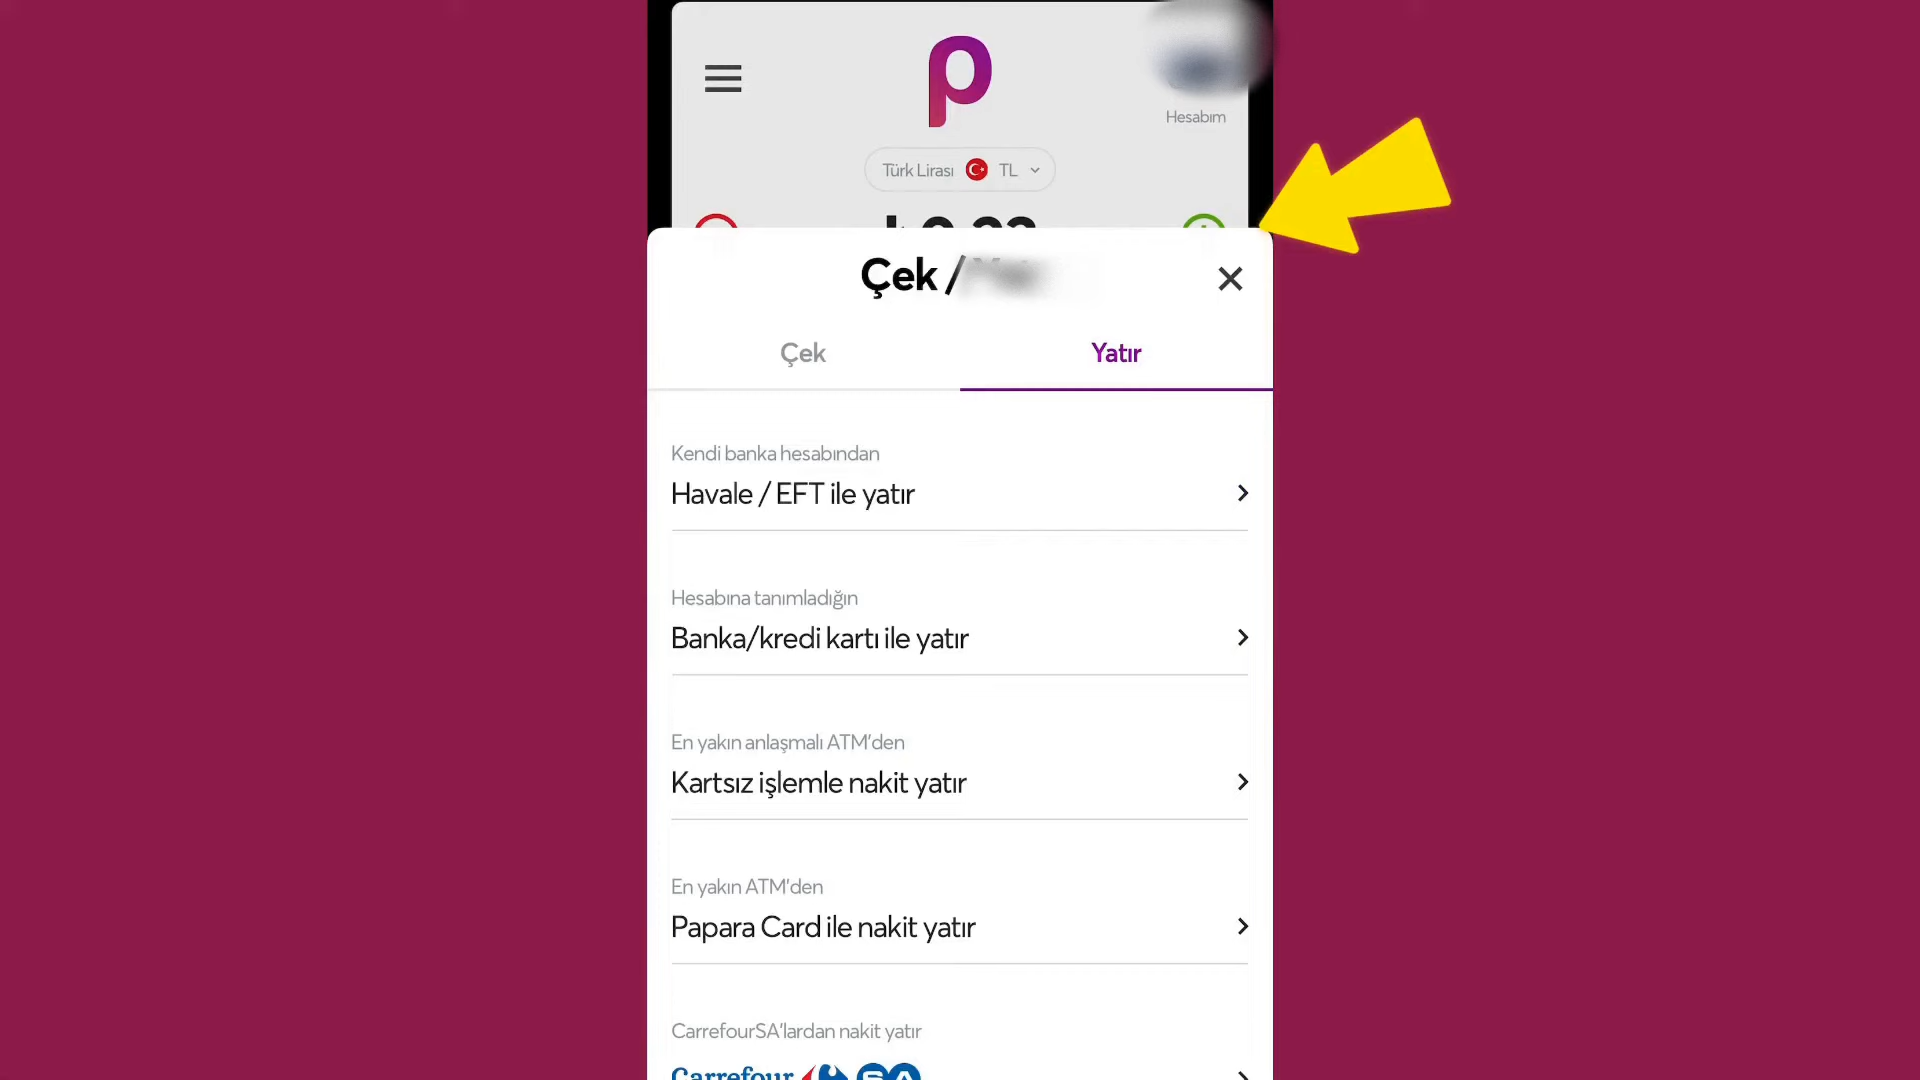 Hesabım
Türk Lirası TL
Çek /
Çek
Yatır
Kendi banka hesabından
Havale / EFT ile yatır
Hesabına tanımladığın
Banka/kredi kartı ile yatır
En yakın anlaşmalı ATM'den
Kartsız işlemle nakit yatır
En yakın ATM'den
Papara Card ile nakit yatır
CarrefourSA'lardan nakit yatır
Carrefour SA